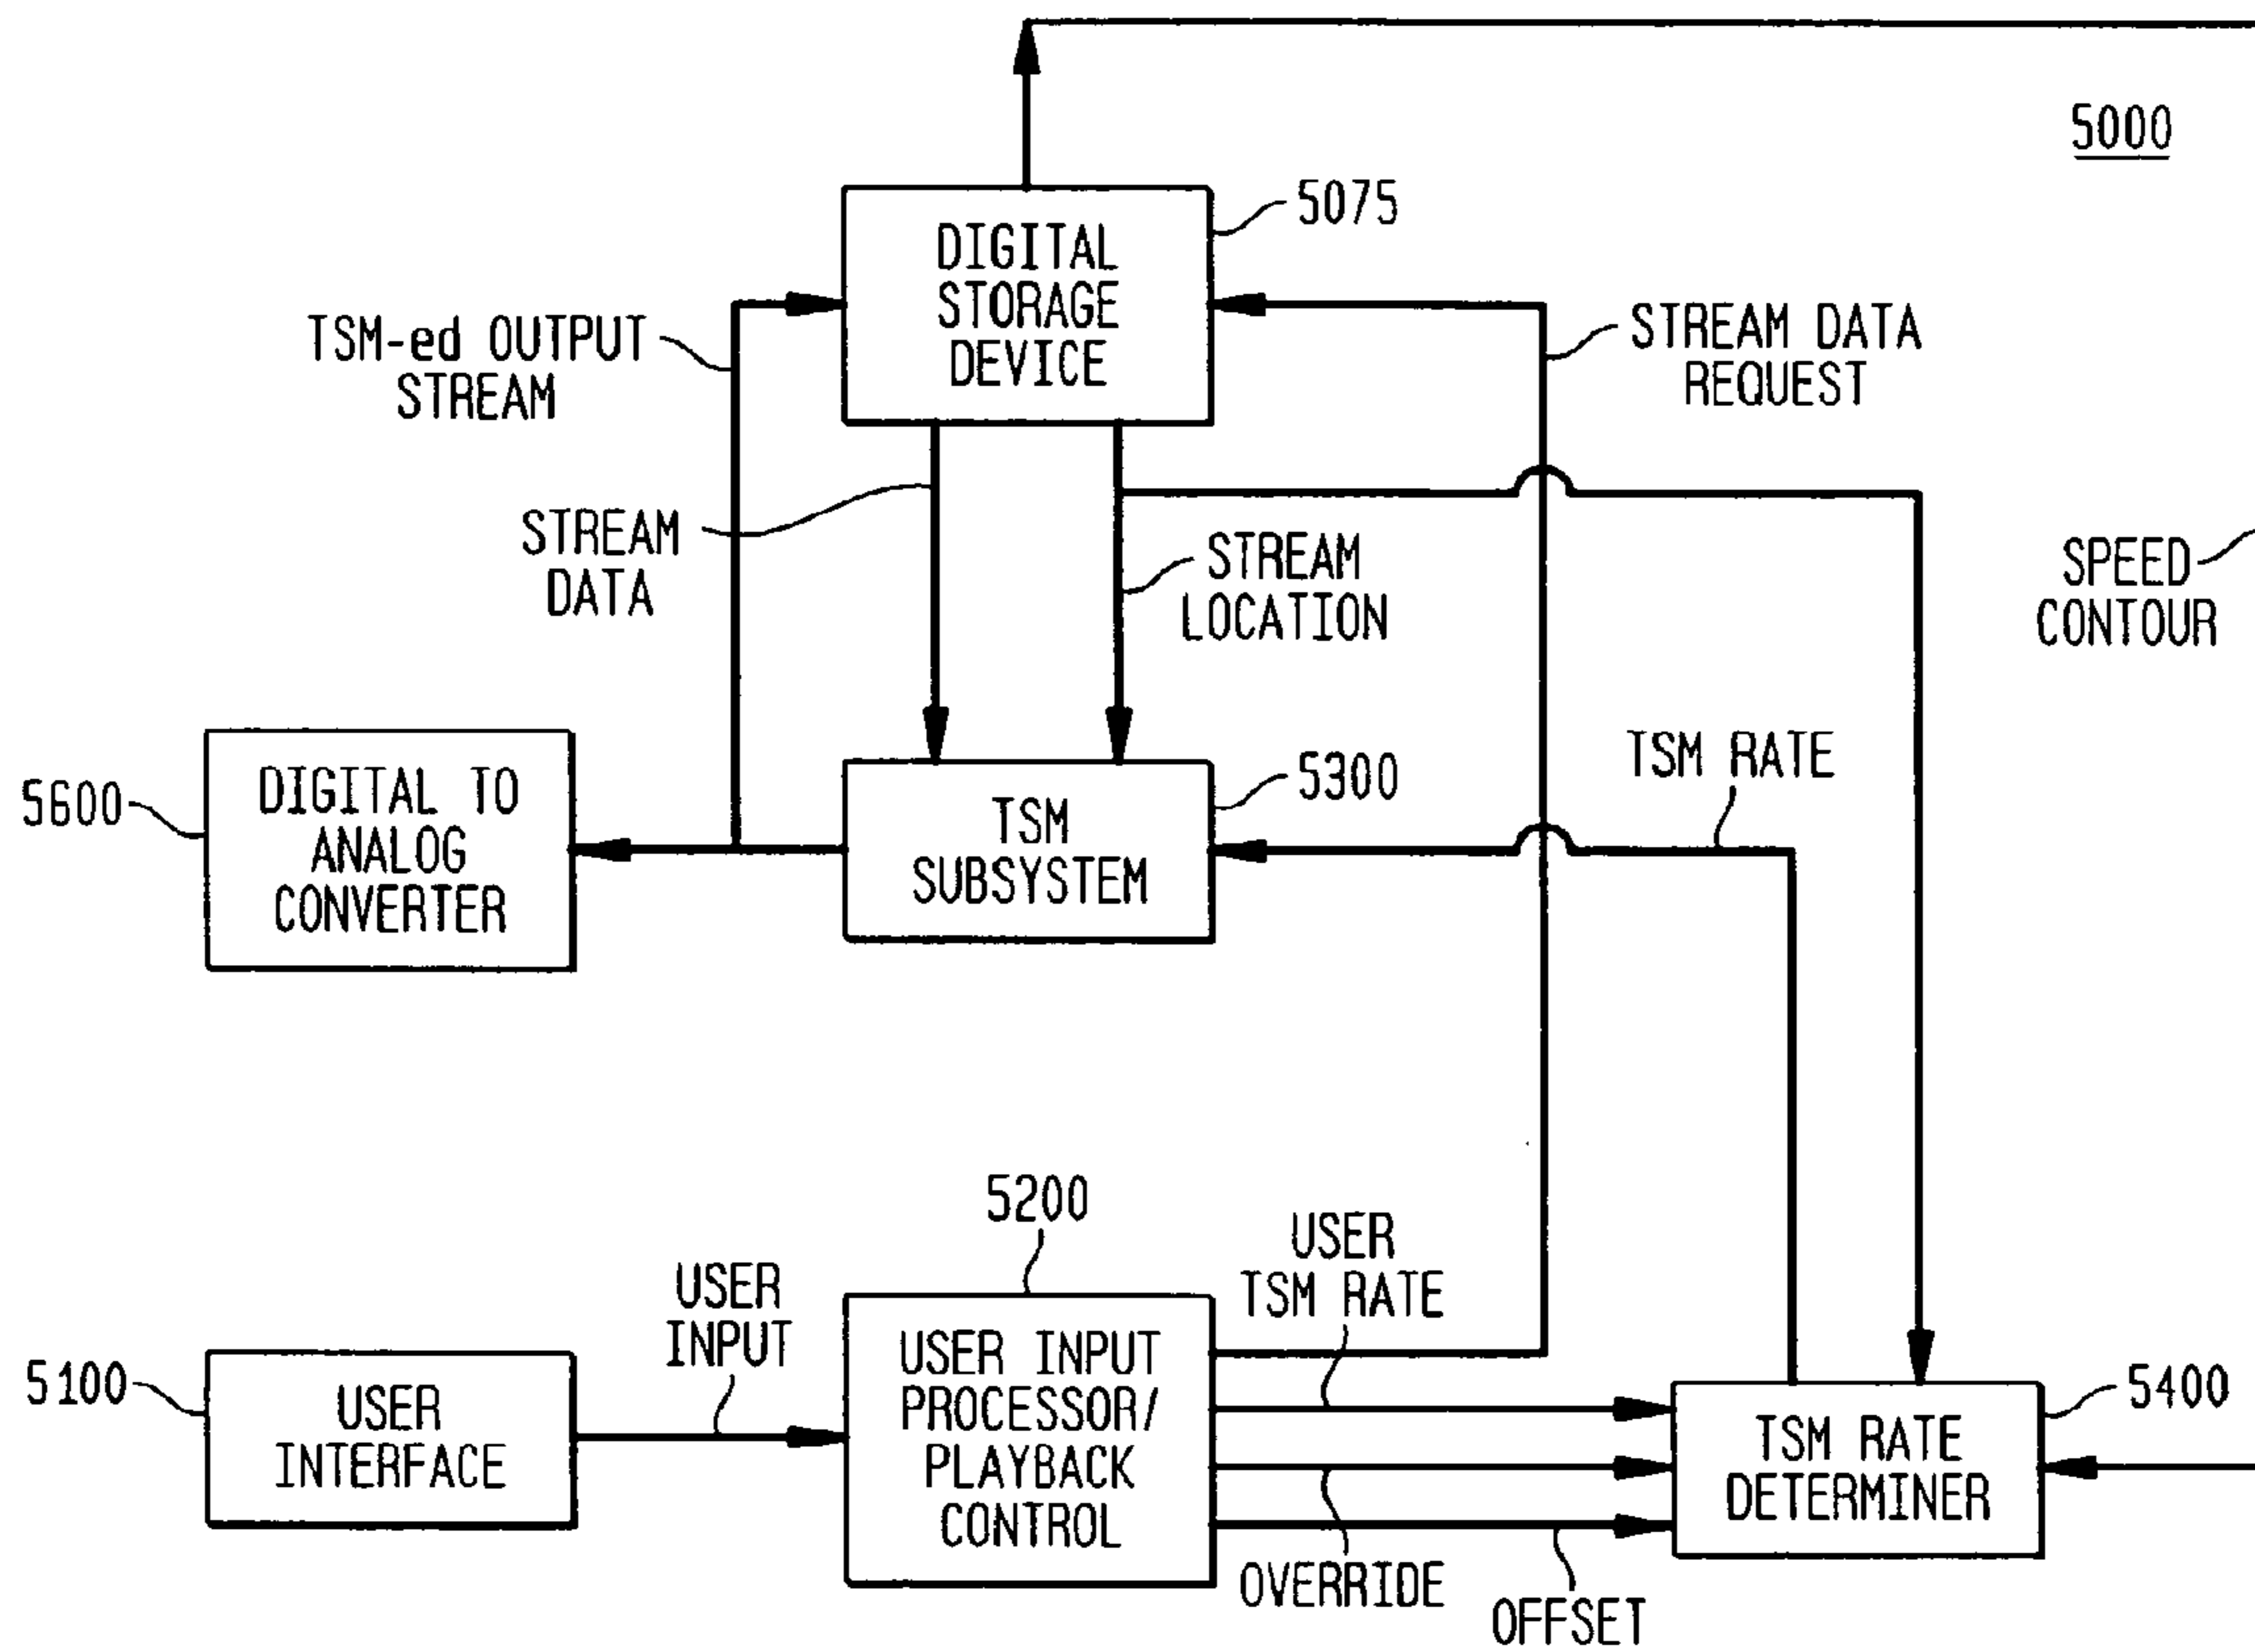 5000
5075
DIGITAL
STORAGE
DEVICE
TSM-ed OUTPUT
STREAM
STREAM DATA
REQUEST
STREAM
DATA
STREAM
LOCATION
SPEED
CONTOUR
5600
DIGITAL TO
ANALOG
CONVERTER
5300
TSM
SUBSYSTEM
TSM RATE
5200
USER
INPUT
USER
TSM RATE
5100
USER
INTERFACE
USER INPUT
PROCESSOR/
PLAYBACK
CONTROL
5400
TSM RATE
DETERMINER
OVERRIDE
OFFSET